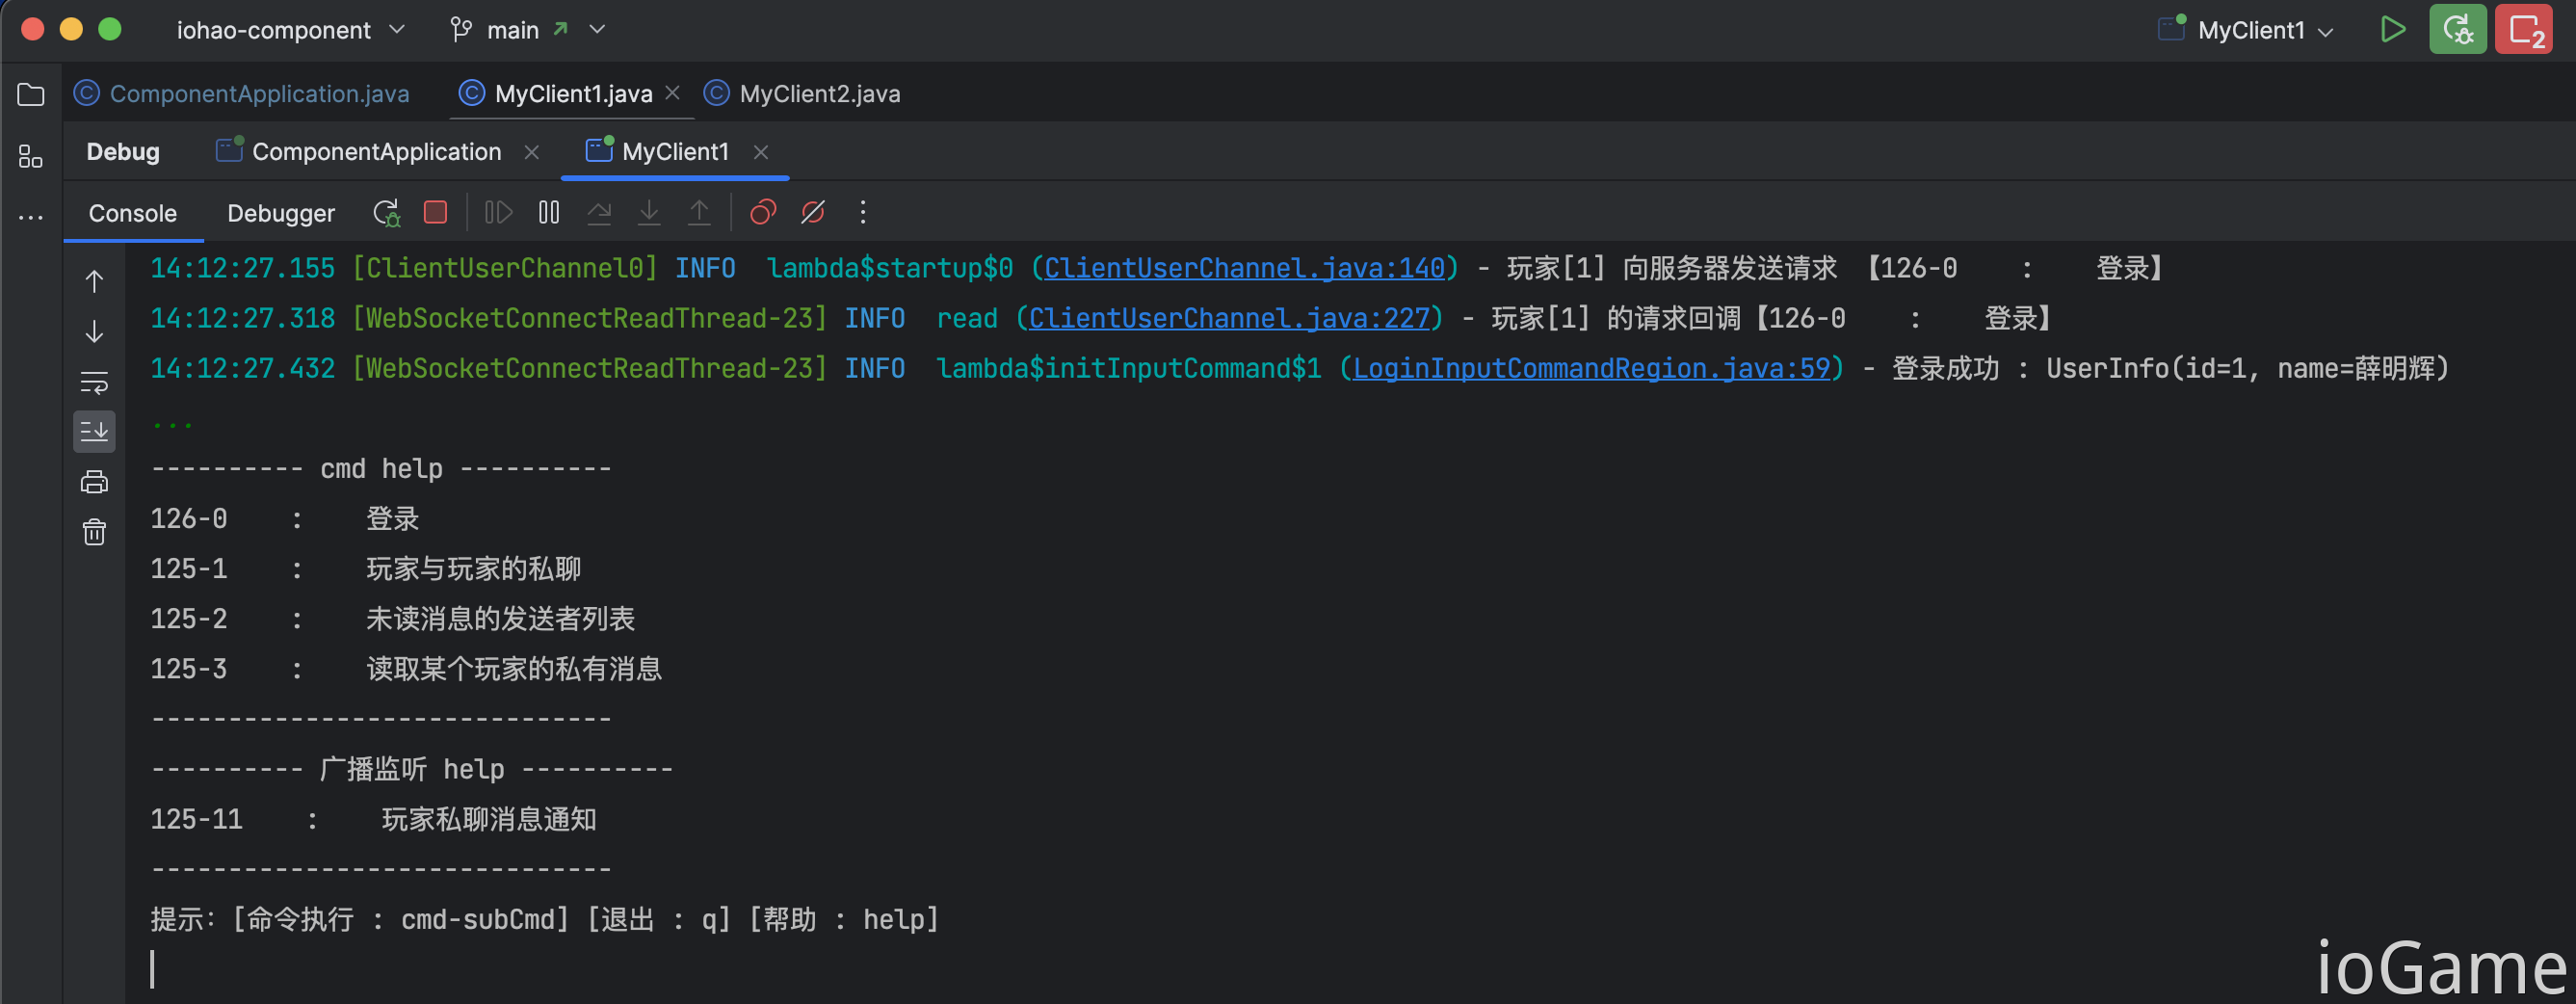 iohao-component main MyClient1 2
ComponentApplication.java MyClient1.java MyClient2.java
Debug ComponentApplication MyClient1
Console Debugger
14:12:27.155 [ClientUserChannel0] INFO  lambda$startup$0 (ClientUserChannel.java:140) - 玩家[1] 向服务器发送请求 【126-0    :    登录】
14:12:27.318 [WebSocketConnectReadThread-23] INFO  read (ClientUserChannel.java:227) - 玩家[1] 的请求回调【126-0    :    登录】
14:12:27.432 [WebSocketConnectReadThread-23] INFO  lambda$initInputCommand$1 (LoginInputCommandRegion.java:59) - 登录成功 : UserInfo(id=1, name=薛明辉)
...
---------- cmd help ----------
126-0    :    登录
125-1    :    玩家与玩家的私聊
125-2    :    未读消息的发送者列表
125-3    :    读取某个玩家的私有消息
------------------------------
---------- 广播监听 help ----------
125-11    :    玩家私聊消息通知
------------------------------
提示: [命令执行 : cmd-subCmd] [退出 : q] [帮助 : help]
ioGame